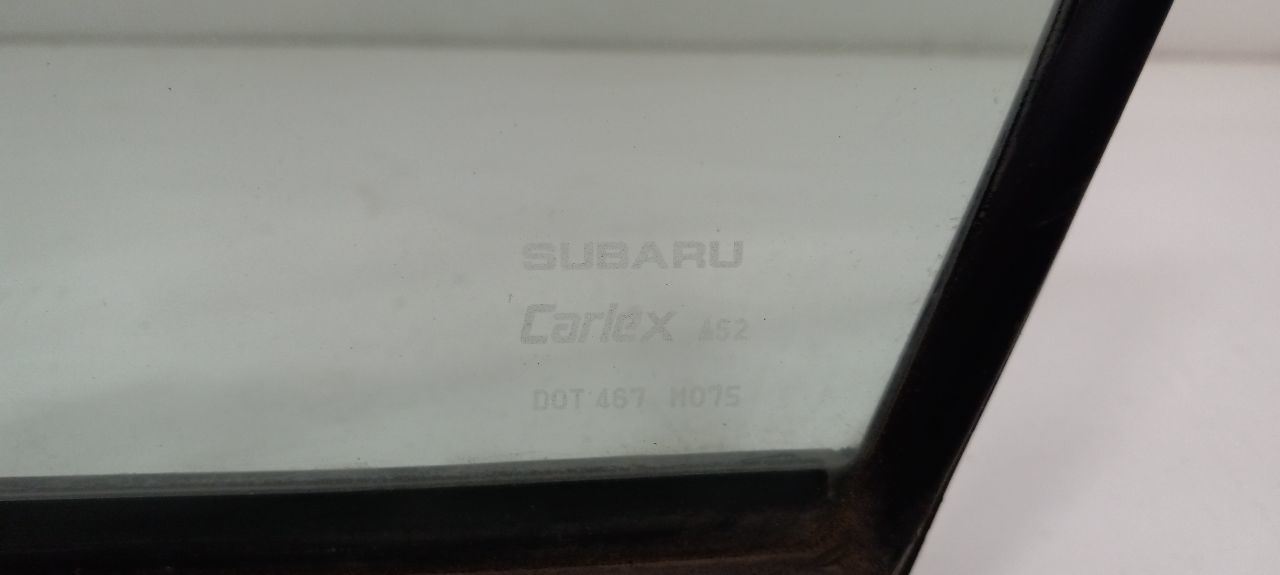 SUBARU
Carlex AS2
DOT 467 M075